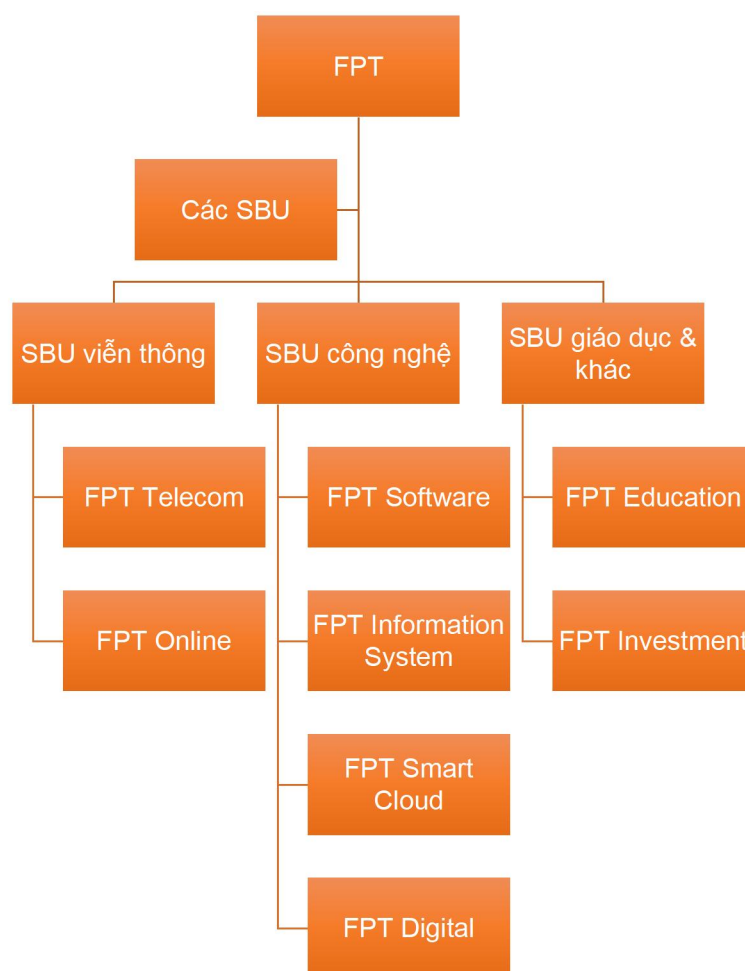 FPT
Các SBU
SBU viễn thông
SBU công nghệ
SBU giáo dục &
khác
FPT Telecom
FPT Software
FPT Education
FPT Online
FPT Information
System
FPT Investment
FPT Smart
Cloud
FPT Digital